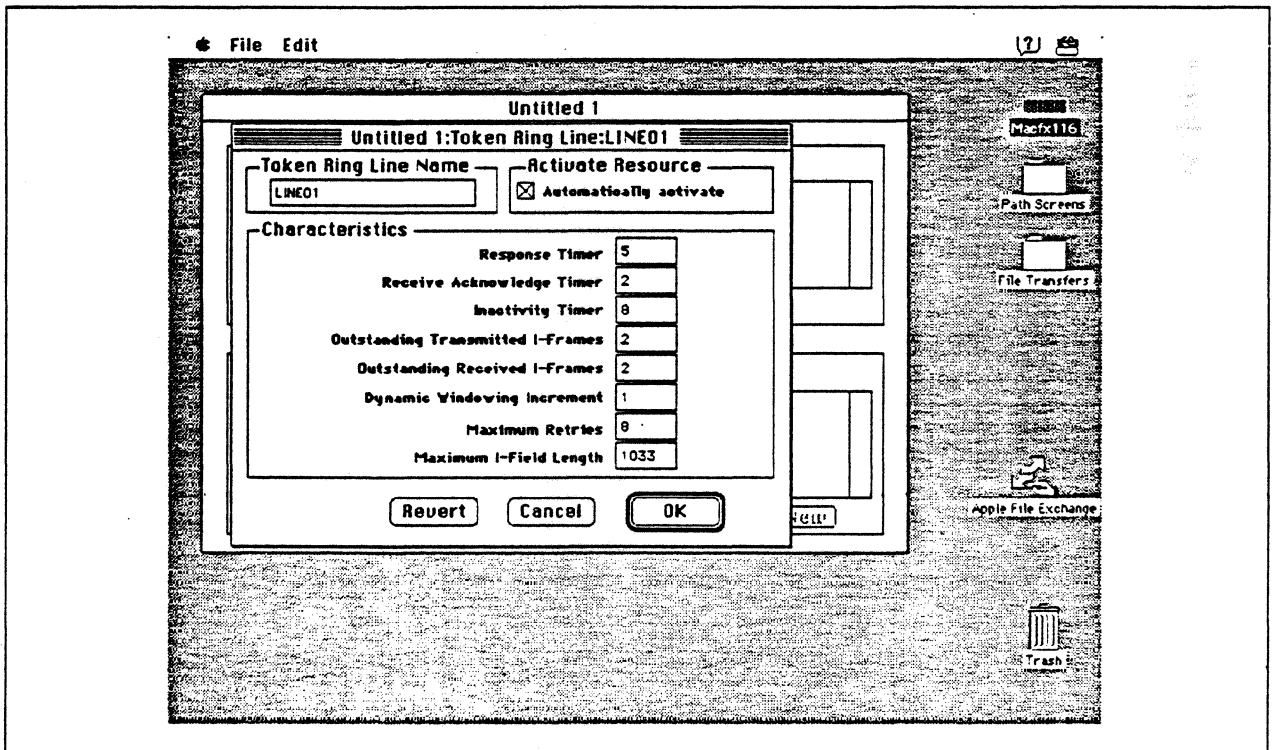 File Edit
Untitled 1
Untitled 1:Token Ring Line:LINE01
Token Ring Line Name
Activate Resource
LINE01
Automatically activate
Characteristics
Response Timer 5
Receive Acknowledge Timer 2
Inactivity Timer 8
Outstanding Transmitted I-Frames 2
Outstanding Received I-Frames 2
Dynamic Windowing Increment 1
Maximum Retries 8
Maximum I-Field Length 1033
Revert Cancel OK
New
Macfx116
Path Screens
File Transfers
Apple File Exchange
Trash